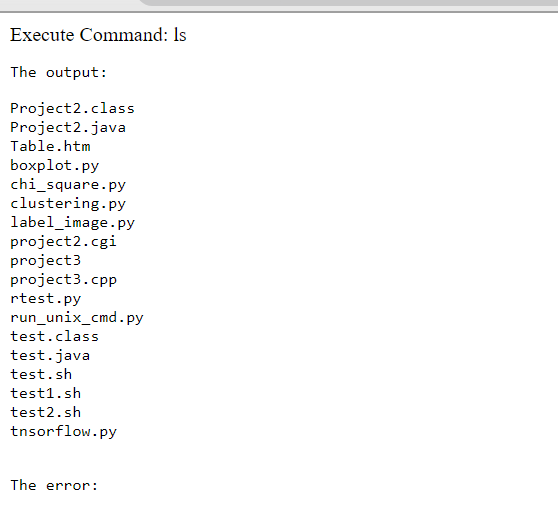 Execute Command: ls
The output:
Project2.class
Project2.java
Table.htm
boxplot.py
chi_square.py
clustering.py
label_image.py
project2.cgi
project3
project3.cpp
rtest.py
run_unix_cmd.py
test.class
test.java
test.sh
test1.sh
test2.sh
tnsorflow.py
The error: